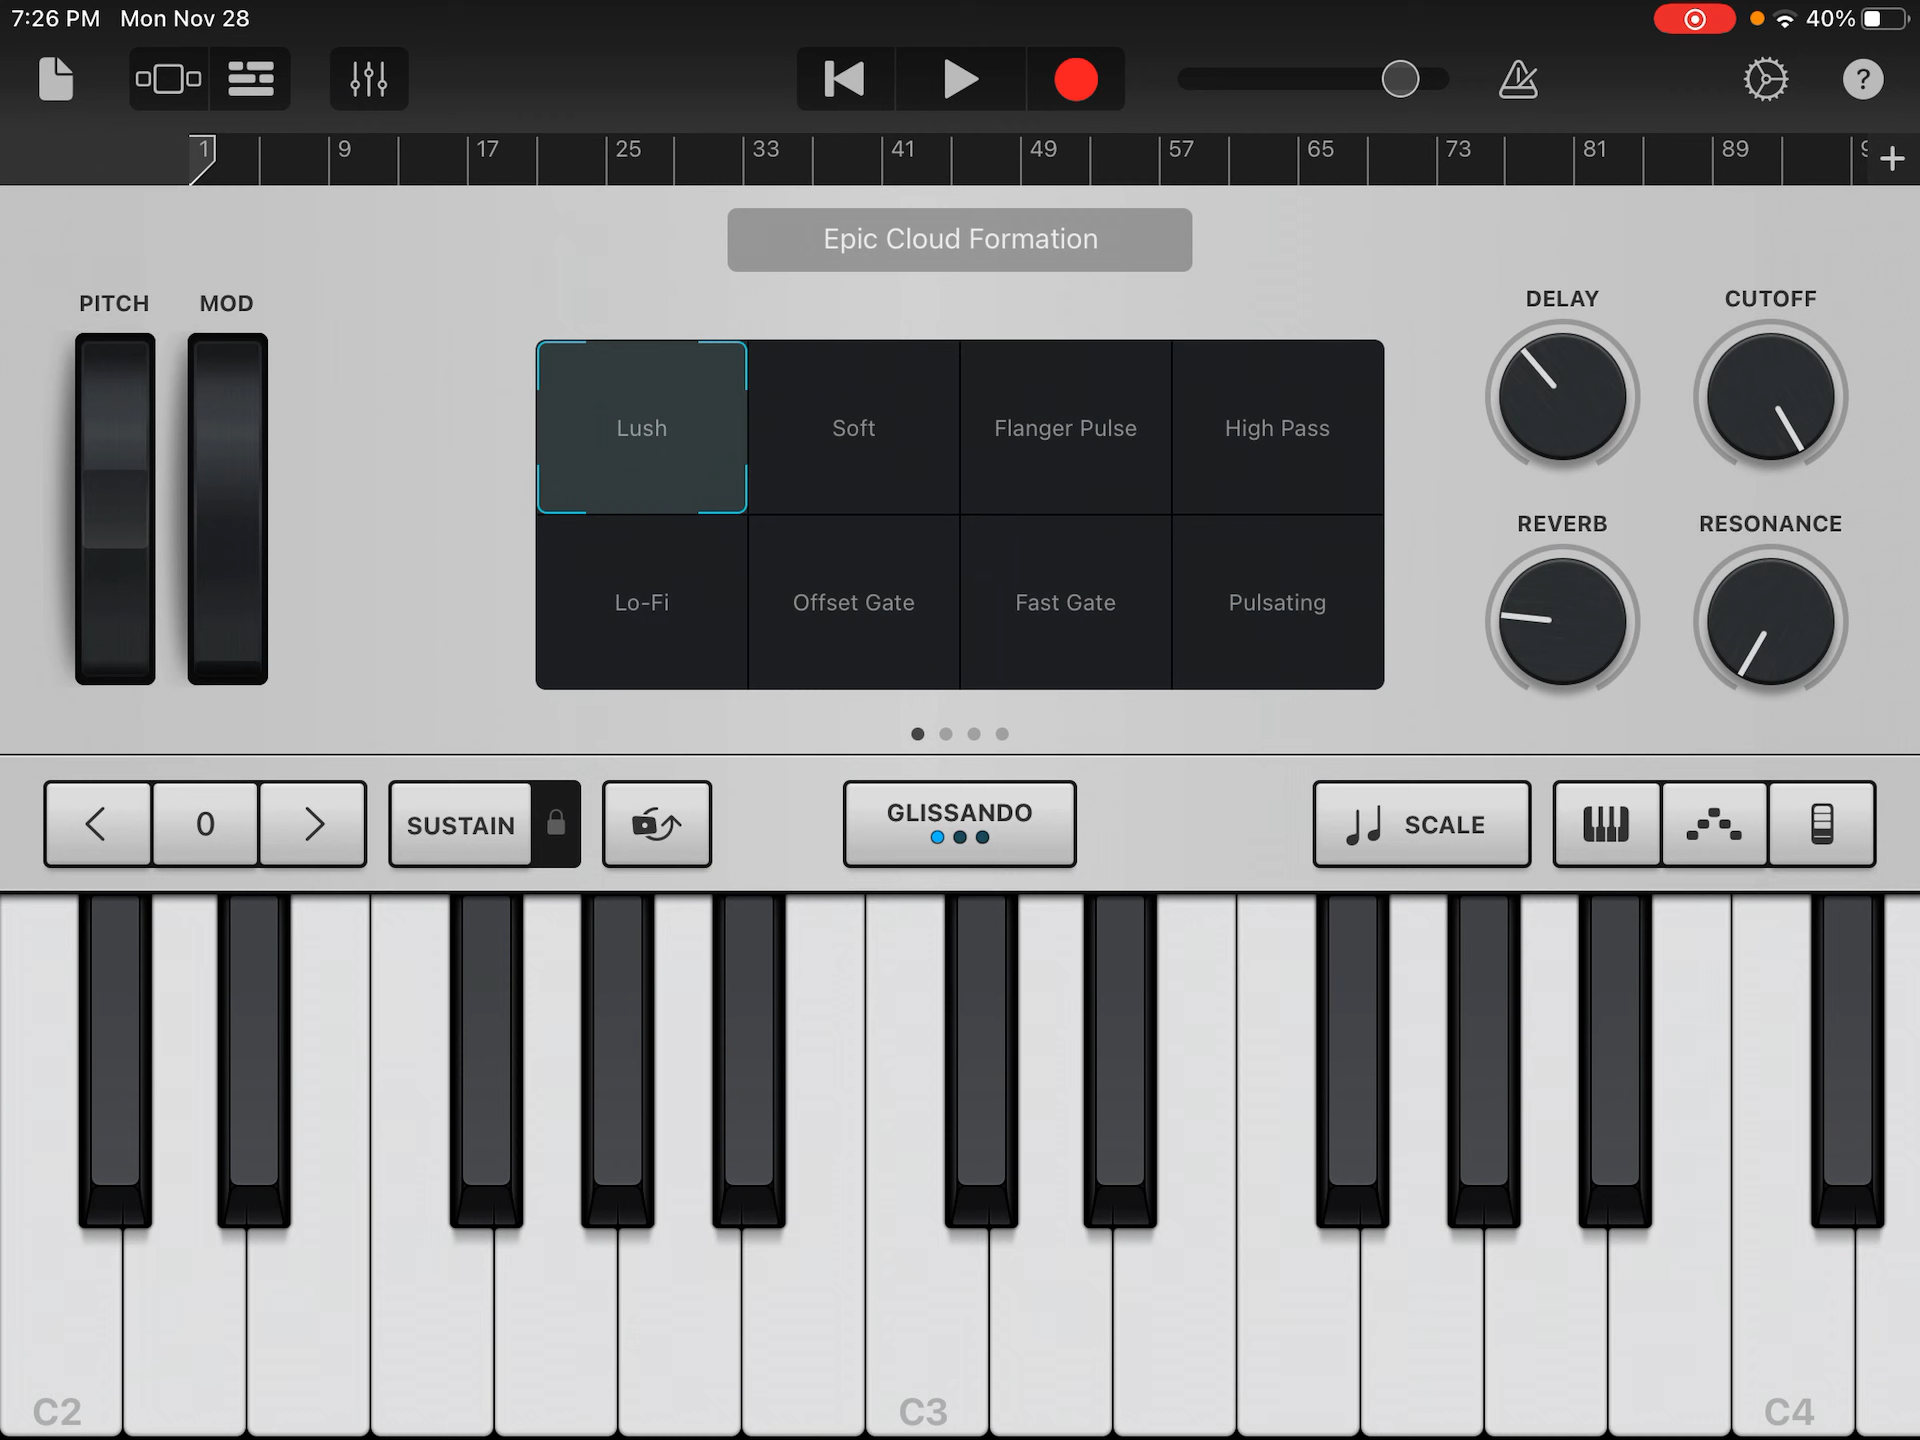 7:26 PM Mon Nov 28
40%
?
1 9 17 25 33 41 49 57 65 73 81 89
Epic Cloud Formation
PITCH MOD
DELAY CUTOFF
Lush Soft Flanger Pulse High Pass
REVERB RESONANCE
Lo-Fi Offset Gate Fast Gate Pulsating
0 SUSTAIN GLISSANDO SCALE
C2 C3 C4